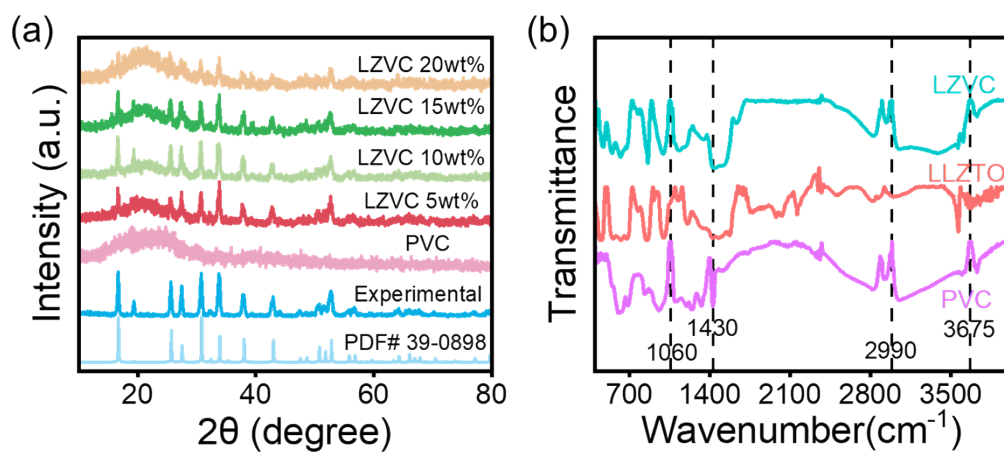 (a)
Intensity (a.u.)
LZVC 20wt%
LZVC 15wt%
LZVC 10wt%
LZVC 5wt%
PVC
Experimental
PDF# 39-0898
20 40 60 80
2θ (degree)
(b)
Transmittance
LZVC
LLZTO
PVC
1430
3675
1060
2990
700 1400 2100 2800 3500
Wavenumber(cm⁻¹)